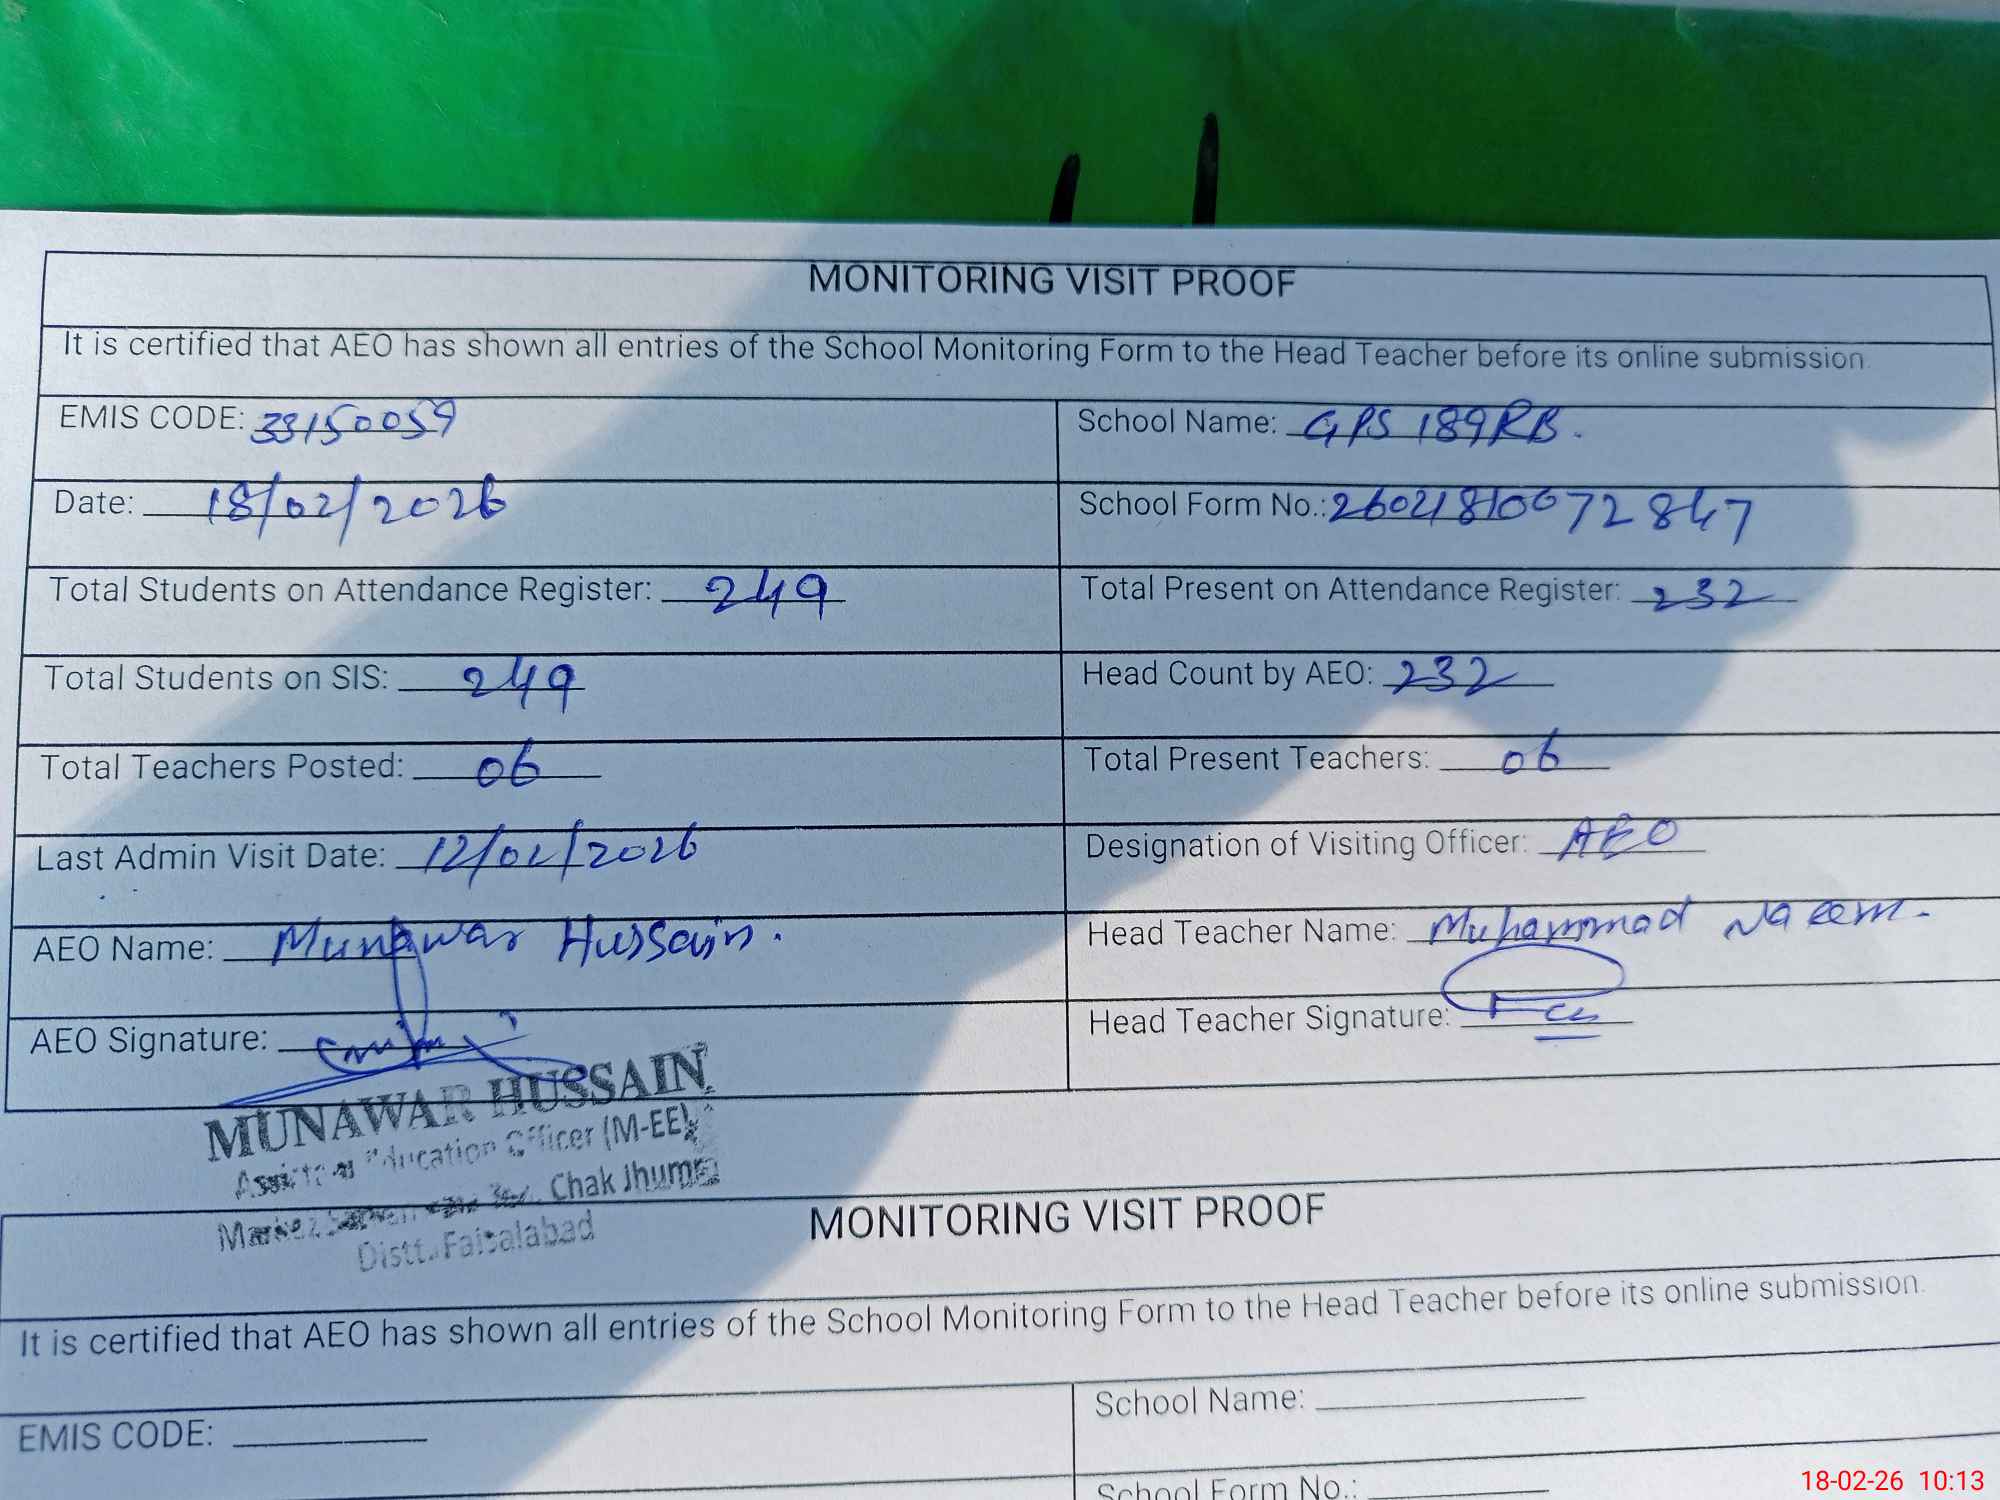 MONITORING VISIT PROOF
It is certified that AEO has shown all entries of the School Monitoring Form to the Head Teacher before its online submission.
EMIS CODE: 33150059
School Name: GPS 189RB.
Date: 18/02/2026
School Form No.: 26021810072847
Total Students on Attendance Register: 249
Total Present on Attendance Register: 232
Total Students on SIS: 249
Head Count by AEO: 232
Total Teachers Posted: 06
Total Present Teachers: 06
Last Admin Visit Date: 12/02/2026
Designation of Visiting Officer: AEO
AEO Name: Munawar Hussain.
Head Teacher Name: Muhammad Naeem.
AEO Signature:
Head Teacher Signature:
MUNAWAR HUSSAIN
Education Officer (M-EE)
Markez Chak Jhumra
Distt. Faisalabad
MONITORING VISIT PROOF
It is certified that AEO has shown all entries of the School Monitoring Form to the Head Teacher before its online submission.
EMIS CODE:
School Name:
School Form No.:
18-02-26 10:13